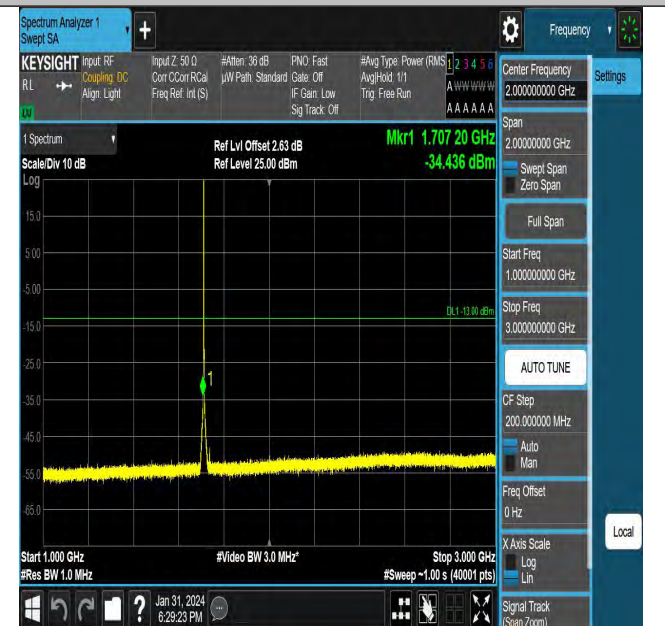 Spectrum Analyzer 1
Swept SA
+
Frequency
KEYSIGHT
RL
Input: RF
Coupling: DC
Align: Light
Input Z: 50 Ω
Corr CCorr RCal
Freq Ref: Int (S)
#Atten: 36 dB
µW Path: Standard
PNO: Fast
Gate: Off
IF Gain: Low
Sig Track: Off
#Avg Type: Power (RMS
Avg|Hold: 1/1
Trig: Free Run
1 2 3 4 5 6
A W W W W W
A A A A A A
1 Spectrum
Scale/Div 10 dB
Log
Ref Lvl Offset 2.63 dB
Ref Level 25.00 dBm
Mkr1 1.707 20 GHz
-34.436 dBm
15.0
5.00
-5.00
-15.0
-25.0
-35.0
-45.0
-55.0
-65.0
DL1 -13.00 dBm
1
Start 1.000 GHz
#Res BW 1.0 MHz
#Video BW 3.0 MHz*
Stop 3.000 GHz
#Sweep ~1.00 s (40001 pts)
Jan 31, 2024
6:29:23 PM
?
Center Frequency
2.00000000 GHz
Settings
Span
2.00000000 GHz
Swept Span
Zero Span
Full Span
Start Freq
1.000000000 GHz
Stop Freq
3.000000000 GHz
AUTO TUNE
CF Step
200.000000 MHz
Auto
Man
Freq Offset
0 Hz
X Axis Scale
Log
Lin
Local
Signal Track
(Span Zoom)